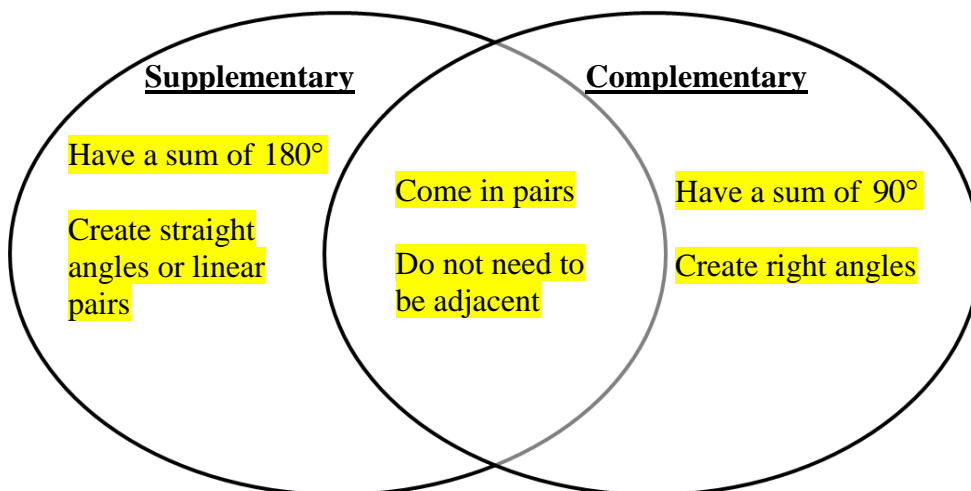 Supplementary
Complementary
Have a sum of 180°
Create straight
angles or linear
pairs
Come in pairs
Do not need to
be adjacent
Have a sum of 90°
Create right angles